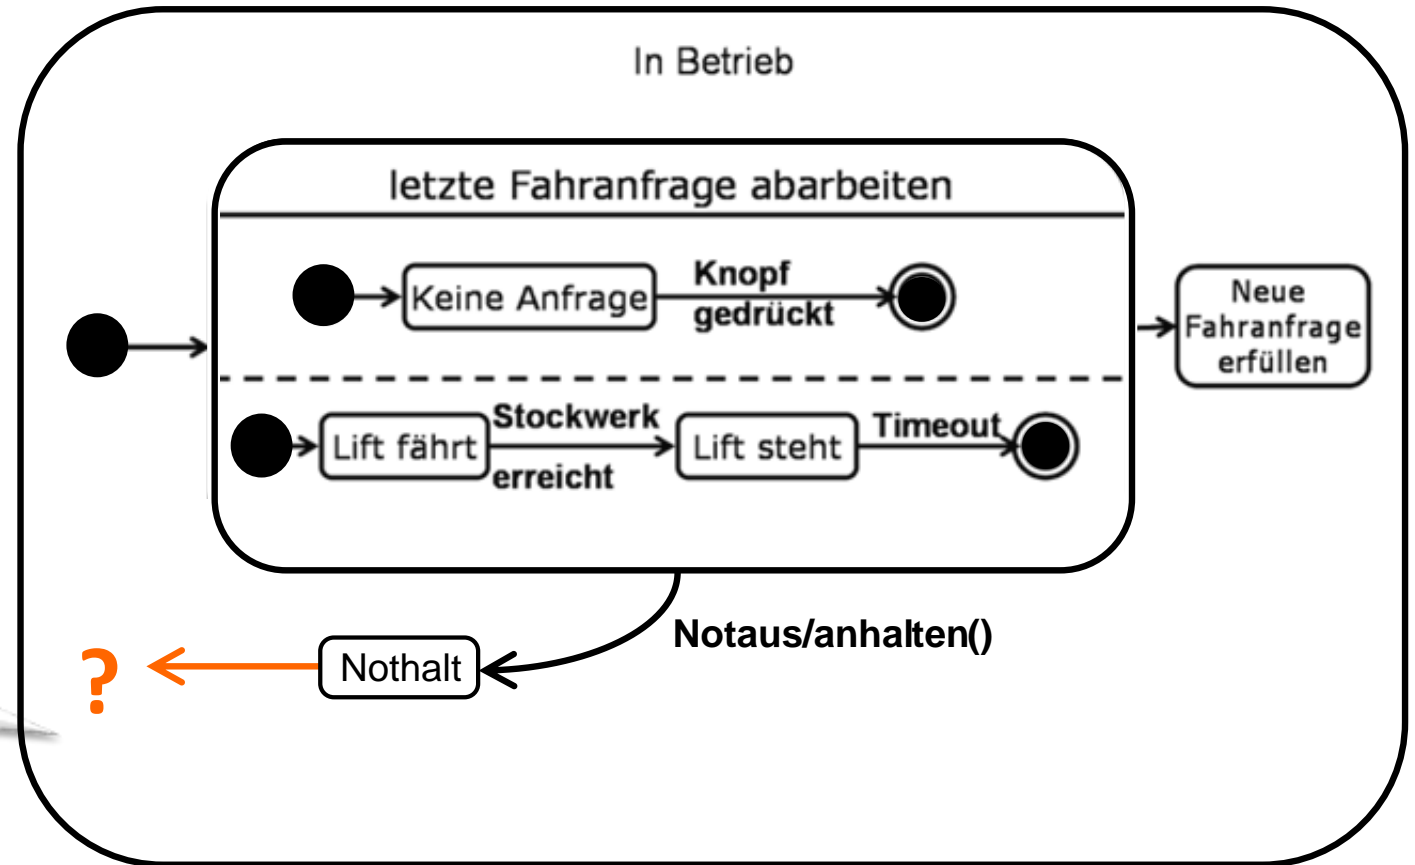 In Betrieb
letzte Fahranfrage abarbeiten
Keine Anfrage
Knopf
gedrückt
Neue
Fahranfrage
erfüllen
Lift fährt
Stockwerk
erreicht
Lift steht
Timeout
Notaus/anhalten()
Nothalt
?